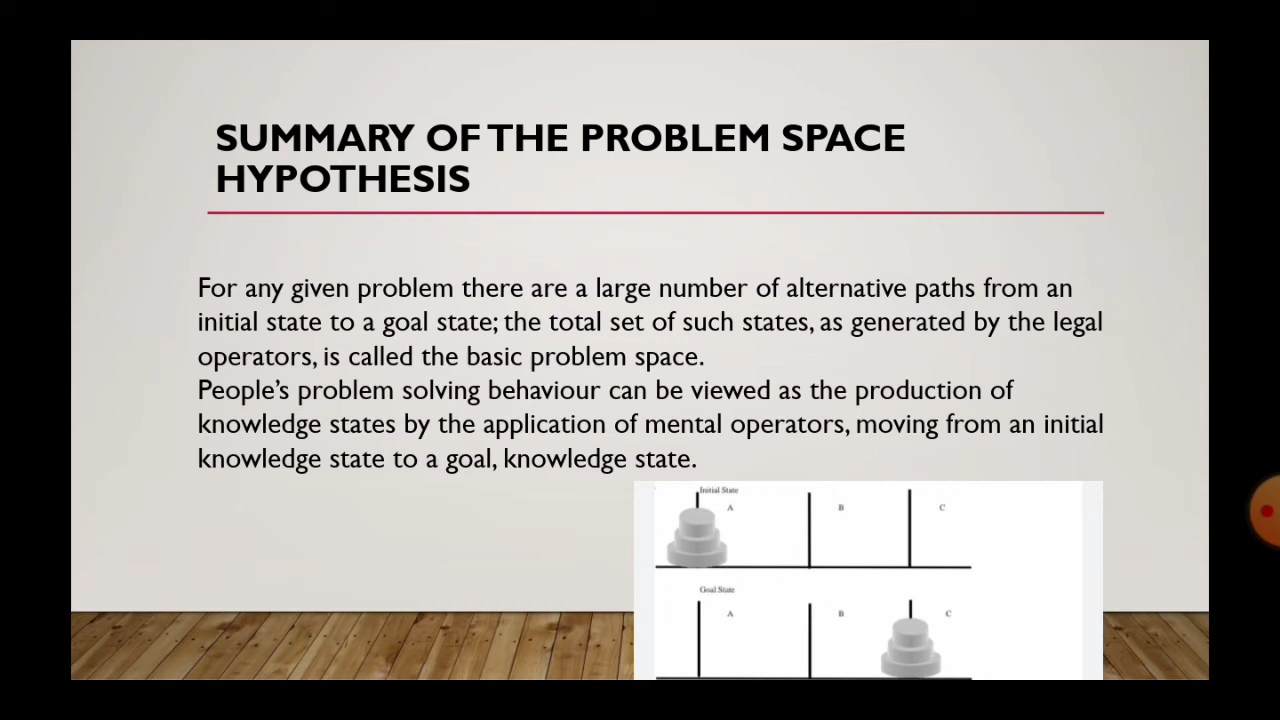 SUMMARY OF THE PROBLEM SPACE
HYPOTHESIS
For any given problem there are a large number of alternative paths from an
initial state to a goal state; the total set of such states, as generated by the legal
operators, is called the basic problem space.
People’s problem solving behaviour can be viewed as the production of
knowledge states by the application of mental operators, moving from an initial
knowledge state to a goal, knowledge state.
Initial State
A B C
Goal State
A B C